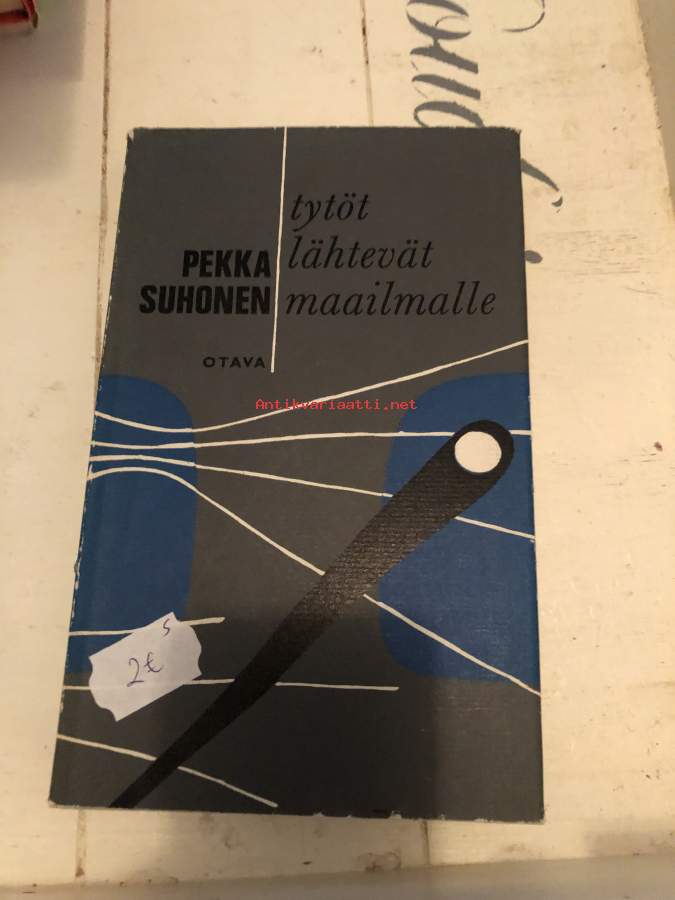 tytöt
lähtevät
maailmalle
PEKKA
SUHONEN
OTAVA
Antikvariaatti.net
s
2€